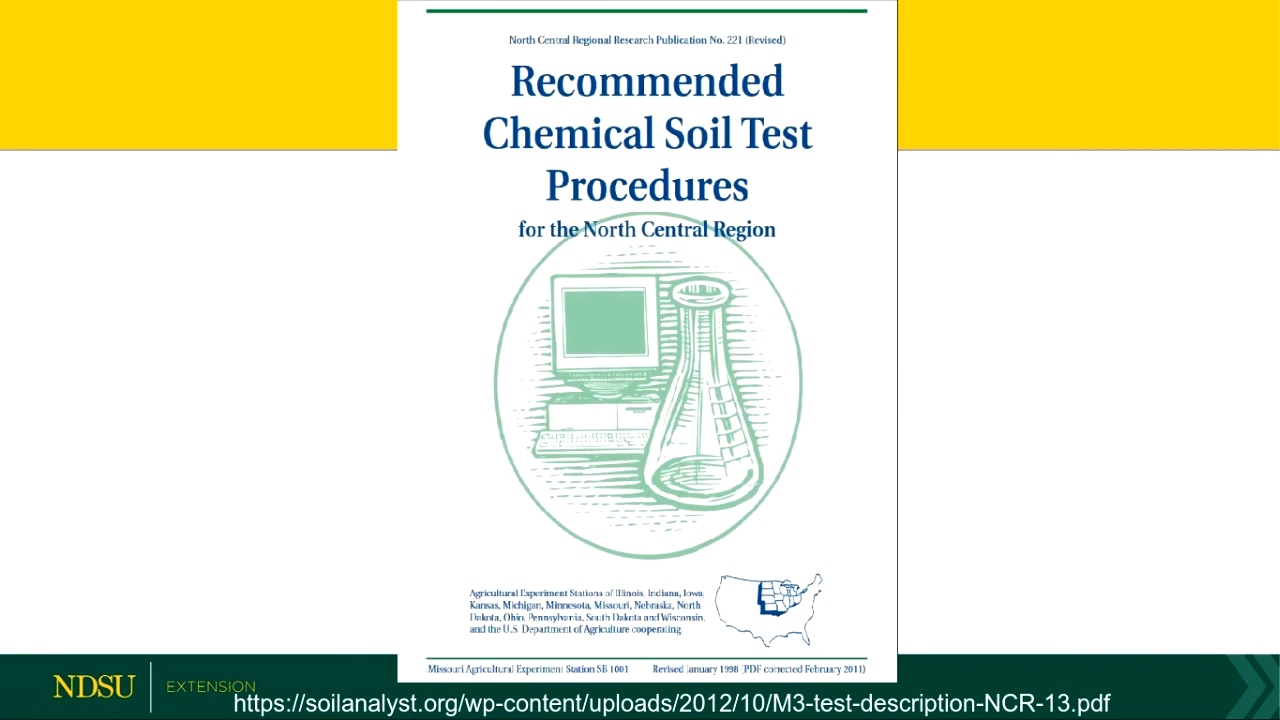 North Central Regional Research Publication No. 221 (Revised)
Recommended
Chemical Soil Test
Procedures
for the North Central Region
Agricultural Experiment Stations of Illinois, Indiana, Iowa,
Kansas, Michigan, Minnesota, Missouri, Nebraska, North
Dakota, Ohio, Pennsylvania, South Dakota and Wisconsin,
and the U.S. Department of Agriculture cooperating.
Missouri Agricultural Experiment Station SB 1001 Revised January 1998 (PDF corrected February 2011)
NDSU EXTENSION
https://soilanalyst.org/wp-content/uploads/2012/10/M3-test-description-NCR-13.pdf